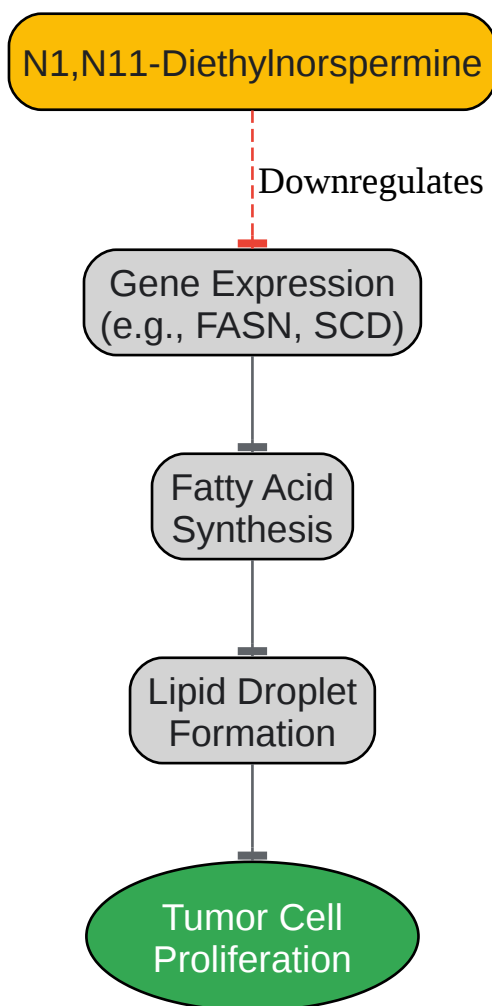 N1,N11-Diethylnorspermine
Downregulates
Gene Expression
(e.g., FASN, SCD)
Fatty Acid
Synthesis
Lipid Droplet
Formation
Tumor Cell
Proliferation